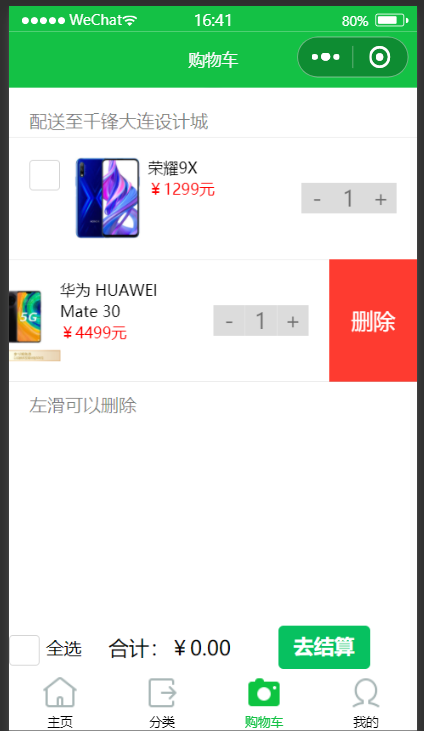 WeChat 16:41 80%
购物车
配送至千锋大连设计城
荣耀9X
￥1299元
- 1 +
华为 HUAWEI
Mate 30
￥4499元
5G
- 1 +
删除
左滑可以删除
全选 合计：￥0.00 去结算
主页 分类 购物车 我的